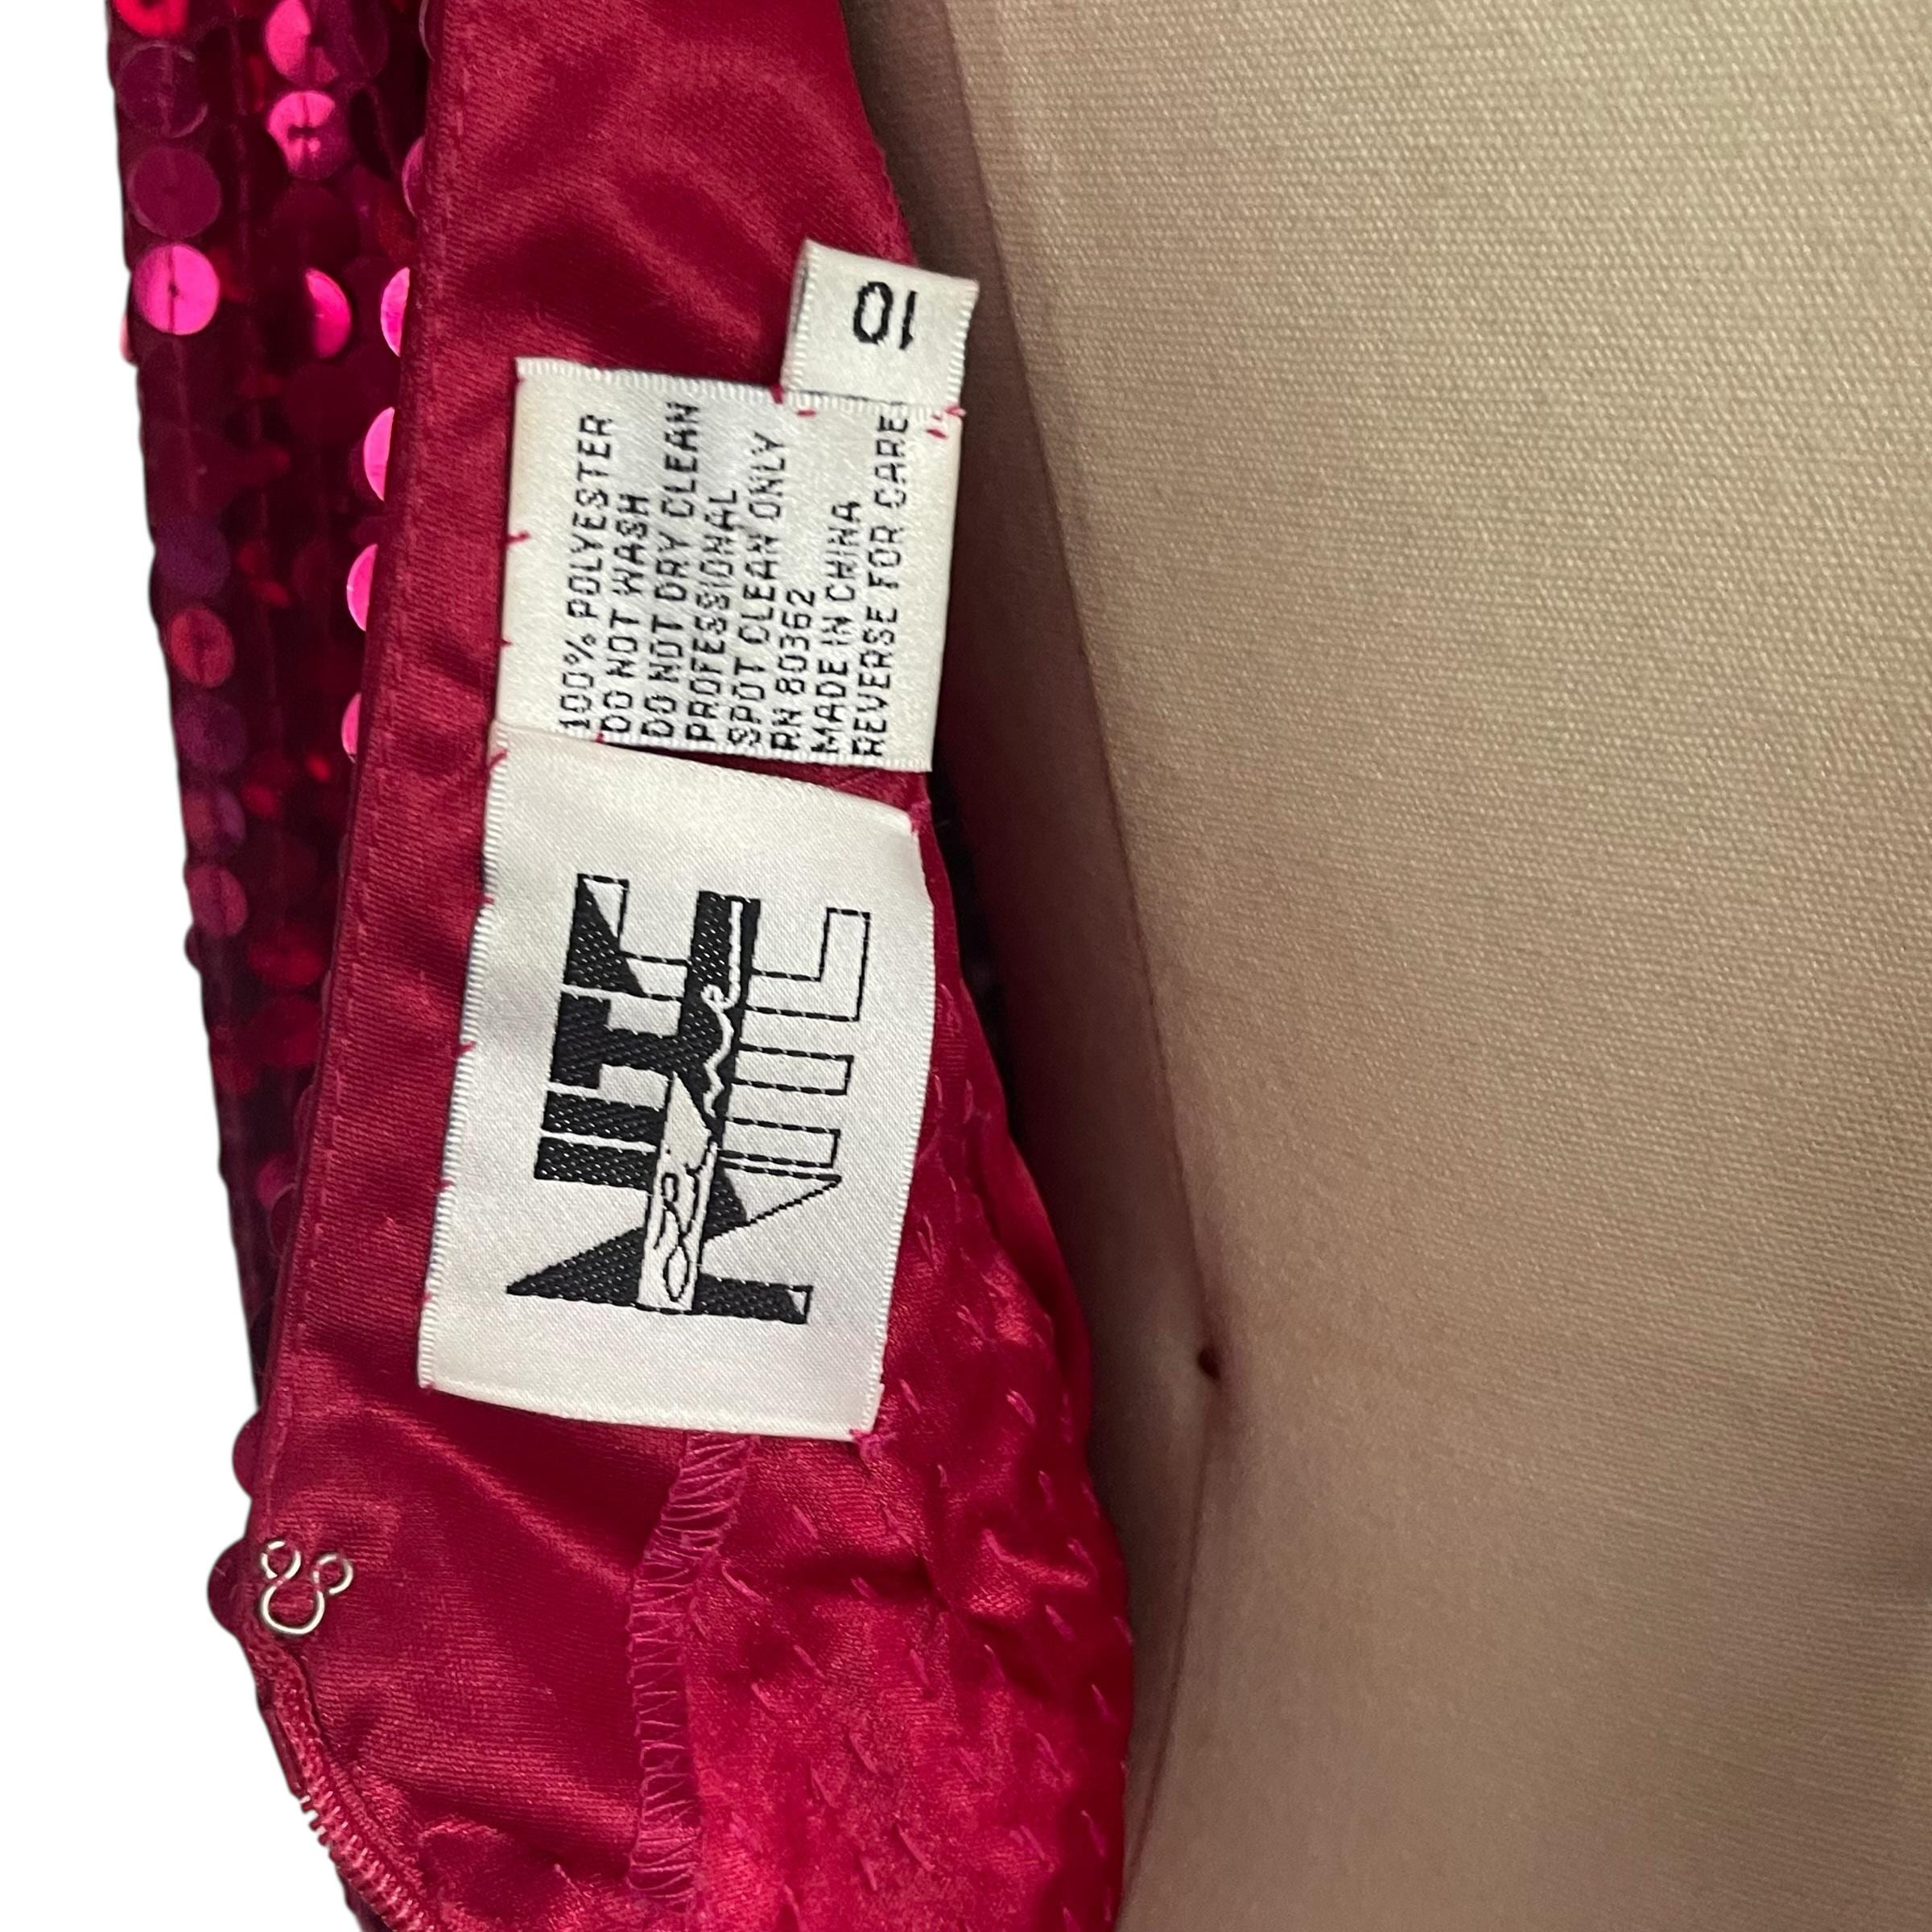 10
100% POLYESTER
DO NOT WASH
DO NOT DRY CLEAN
PROFESSIONAL
SPOT CLEAN ONLY
RN 80362
MADE IN CHINA
REVERSE FOR CARE
NITE
NITE